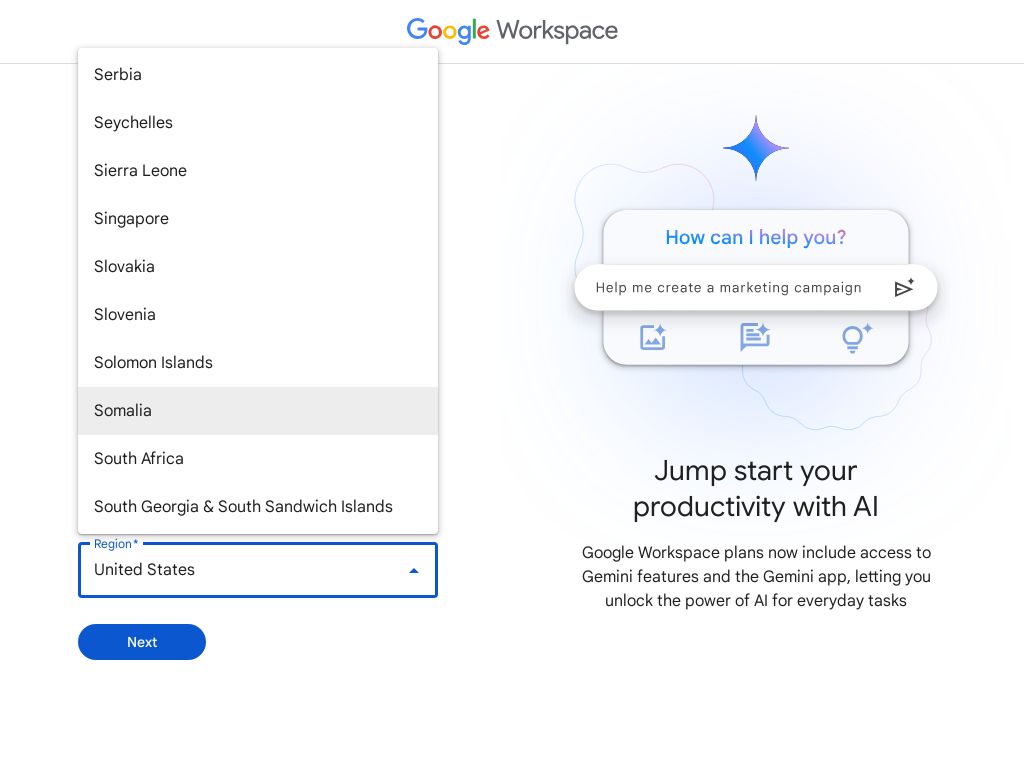 Google Workspace
Serbia
Seychelles
Sierra Leone
Singapore
Slovakia
Slovenia
Solomon Islands
Somalia
South Africa
South Georgia & South Sandwich Islands
Region*
United States
Next
How can I help you?
Help me create a marketing campaign
Jump start your
productivity with AI
Google Workspace plans now include access to
Gemini features and the Gemini app, letting you
unlock the power of AI for everyday tasks